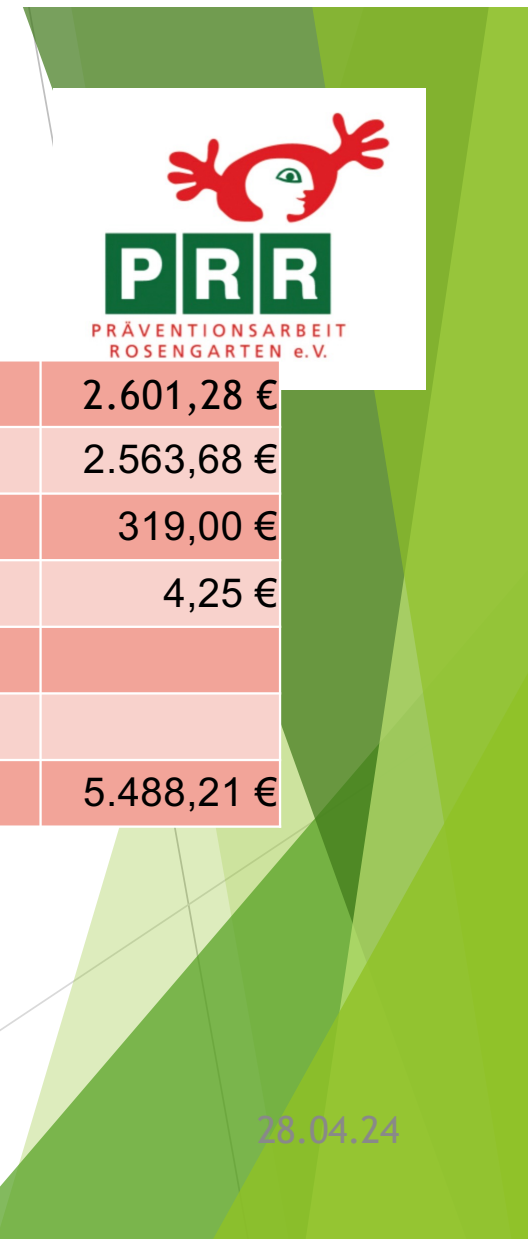 PRR
PRÄVENTIONSARBEIT
ROSENGARTEN e.V.
2.601,28 €
2.563,68 €
319,00 €
4,25 €
5.488,21 €
28.04.24